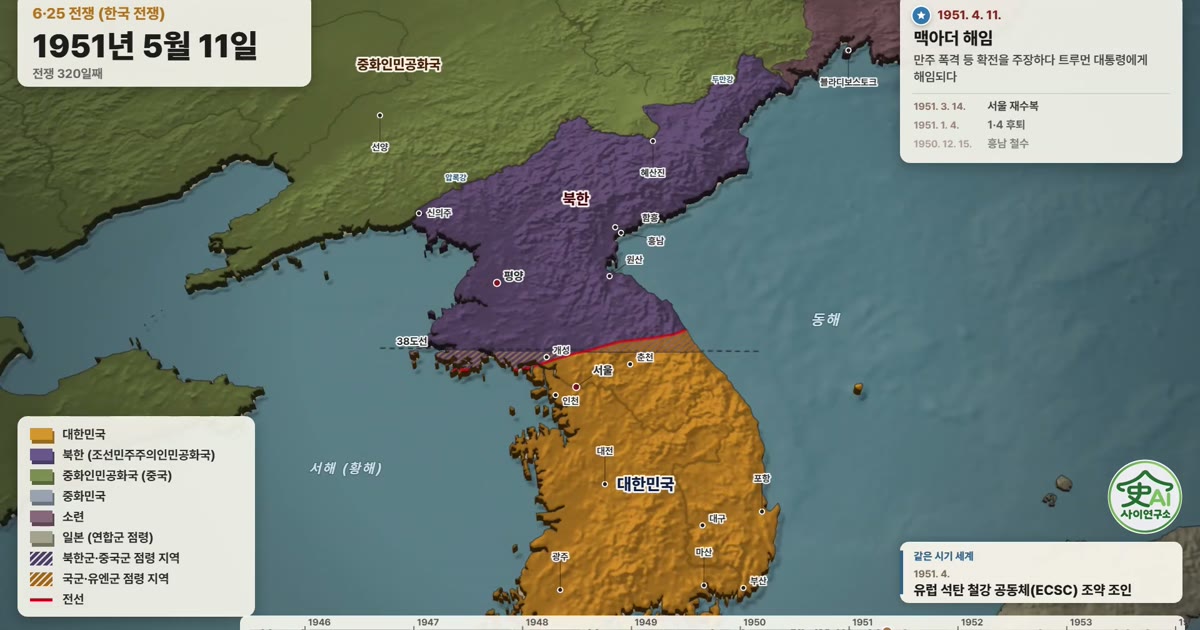 6·25 전쟁 (한국 전쟁)
1951년 5월 11일
전쟁 320일째
1951. 4. 11.
맥아더 해임
만주 폭격 등 확전을 주장하다 트루먼 대통령에게
해임되다
1951. 3. 14. 서울 재수복
1951. 1. 4. 1·4 후퇴
1950. 12. 15. 흥남 철수
중화인민공화국
두만강
블라디보스토크
선양
혜산진
압록강
북한
신의주
함흥
흥남
원산
평양
동해
38도선
개성
춘천
서울
인천
서해 (황해)
대전
대한민국
포항
대구
마산
광주
부산
대한민국
북한 (조선민주주의인민공화국)
중화인민공화국 (중국)
중화민국
소련
일본 (연합군 점령)
북한군·중국군 점령 지역
국군·유엔군 점령 지역
전선
史Ai
사이연구소
같은 시기 세계
1951. 4.
유럽 석탄 철강 공동체(ECSC) 조약 조인
1946 1947 1948 1949 1950 1951 1952 1953